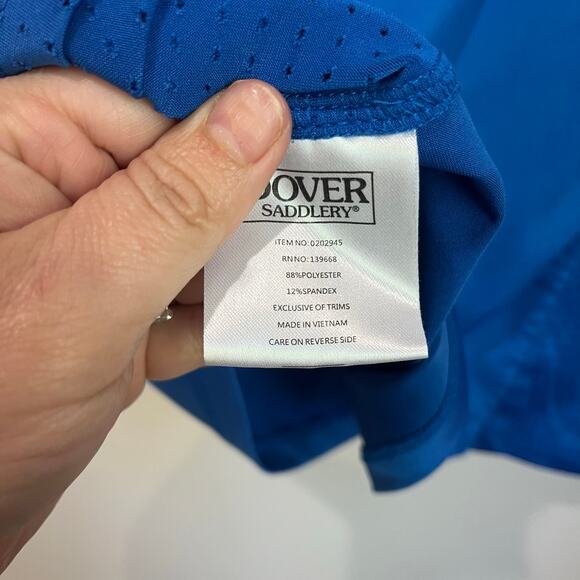 DOVER
SADDLERY®
ITEM NO: 0202945
RN NO: 139668
88%POLYESTER
12%SPANDEX
EXCLUSIVE OF TRIMS
MADE IN VIETNAM
CARE ON REVERSE SIDE